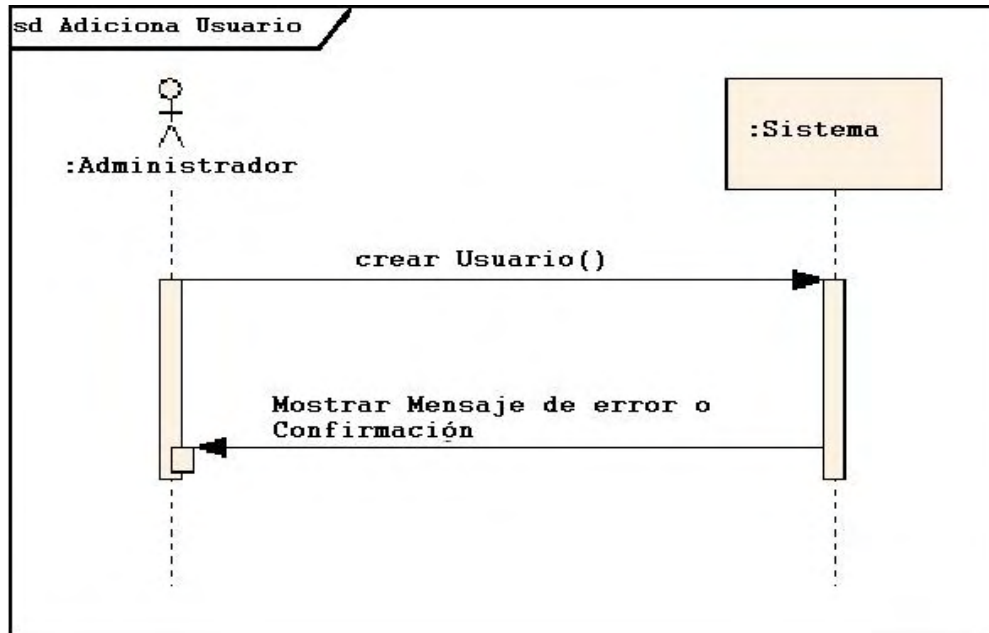 sd Adiciona Usuario
:Administrador
:Sistema
crear Usuario()
Mostrar Mensaje de error o
Confirmación